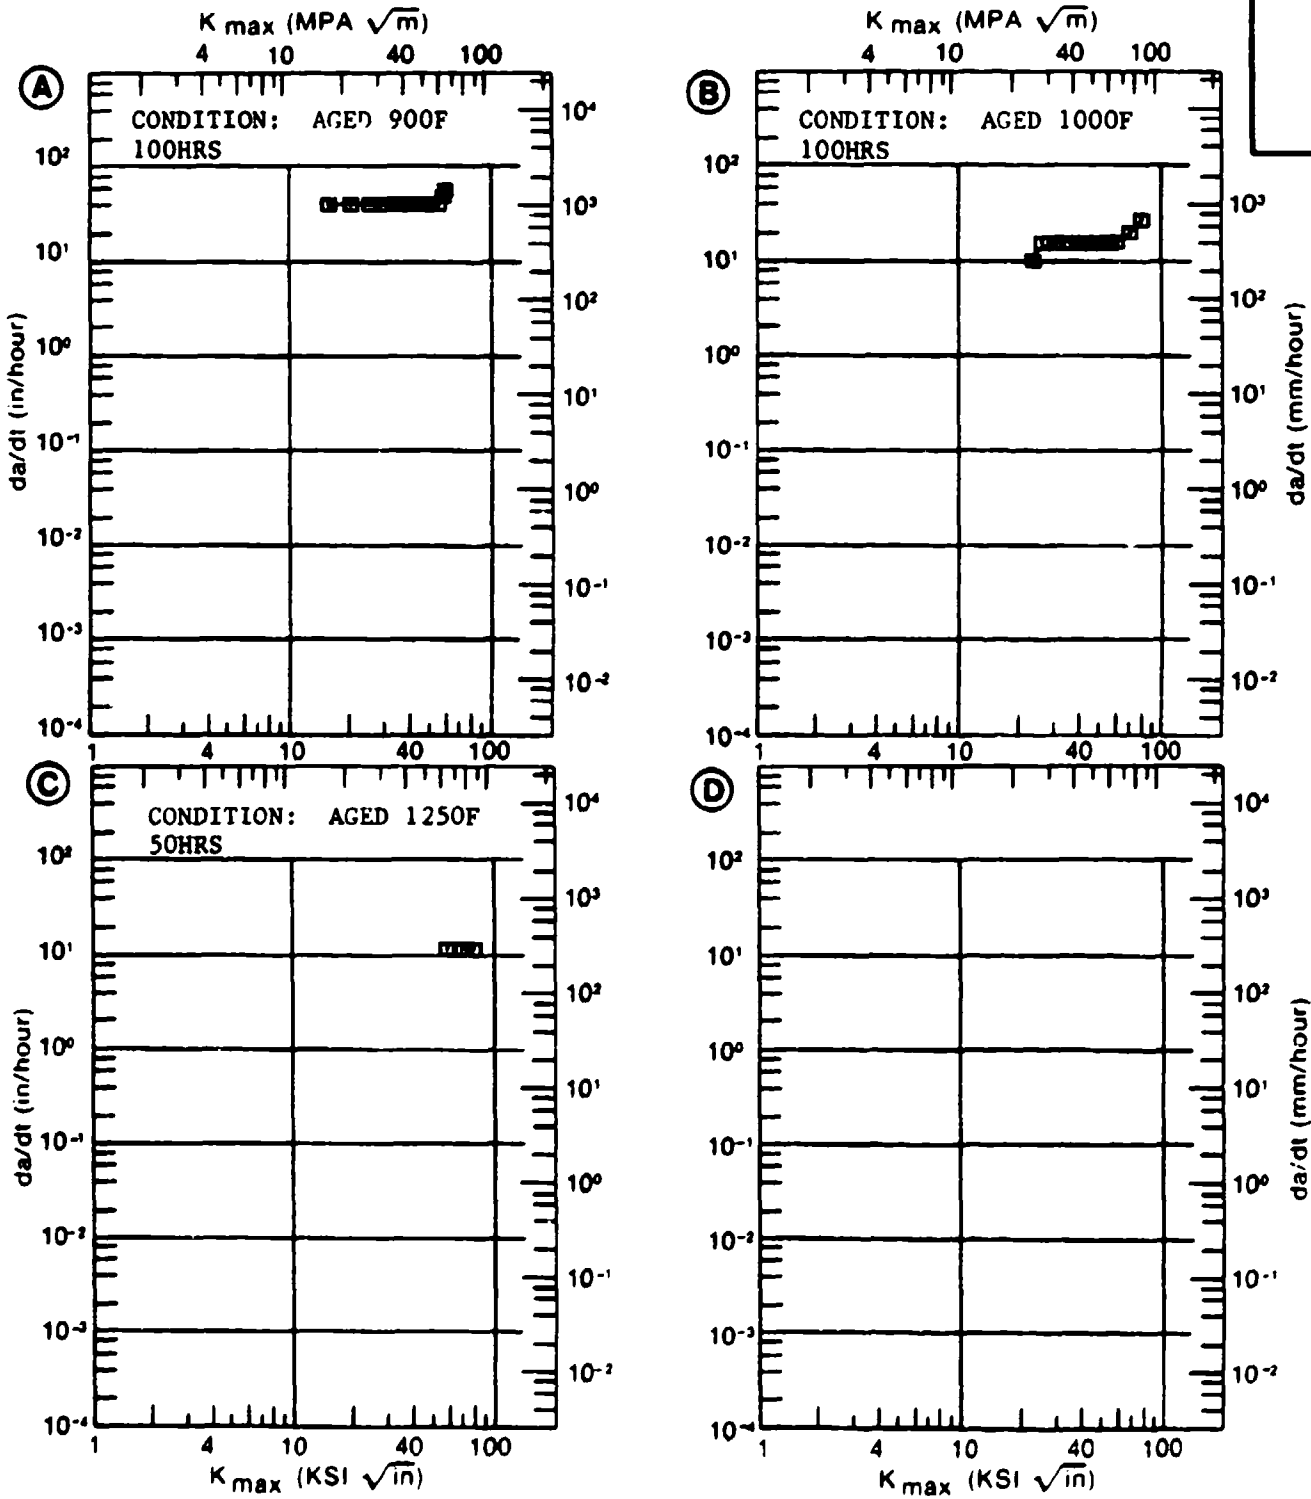 K max (MPA √m)
4 10 40 100
A
CONDITION: AGED 900F
100HRS
10⁴
10²
10³
10¹
10²
10⁰
10¹
10⁻¹
10⁰
10⁻²
10⁻¹
10⁻³
10⁻²
10⁻⁴
da/dt (in/hour)
1 4 10 40 100
K max (MPA √m)
4 10 40 100
B
CONDITION: AGED 1000F
100HRS
10²
10³
10¹
10²
10⁰
10¹
10⁻¹
10⁰
10⁻²
10⁻¹
10⁻³
10⁻²
10⁻⁴
da/dt (mm/hour)
1 4 10 40 100
C
CONDITION: AGED 1250F
50HRS
10⁴
10²
10³
10¹
10²
10⁰
10¹
10⁻¹
10⁰
10⁻²
10⁻¹
10⁻³
10⁻²
10⁻⁴
da/dt (in/hour)
1 4 10 40 100
K max (KSI √in)
D
10⁴
10²
10³
10¹
10²
10⁰
10¹
10⁻¹
10⁰
10⁻²
10⁻¹
10⁻³
10⁻²
10⁻⁴
da/dt (mm/hour)
1 4 10 40 100
K max (KSI √in)